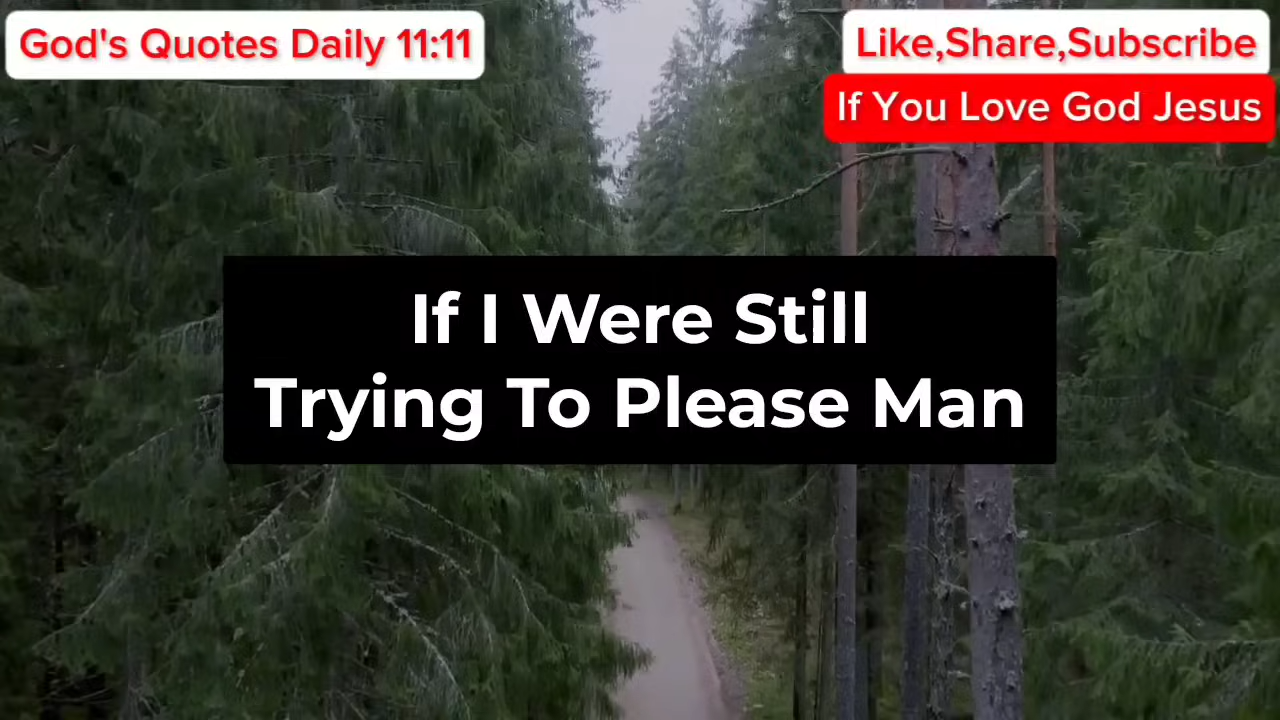 God's Quotes Daily 11:11
Like,Share,Subscribe
If You Love God Jesus
If I Were Still
Trying To Please Man